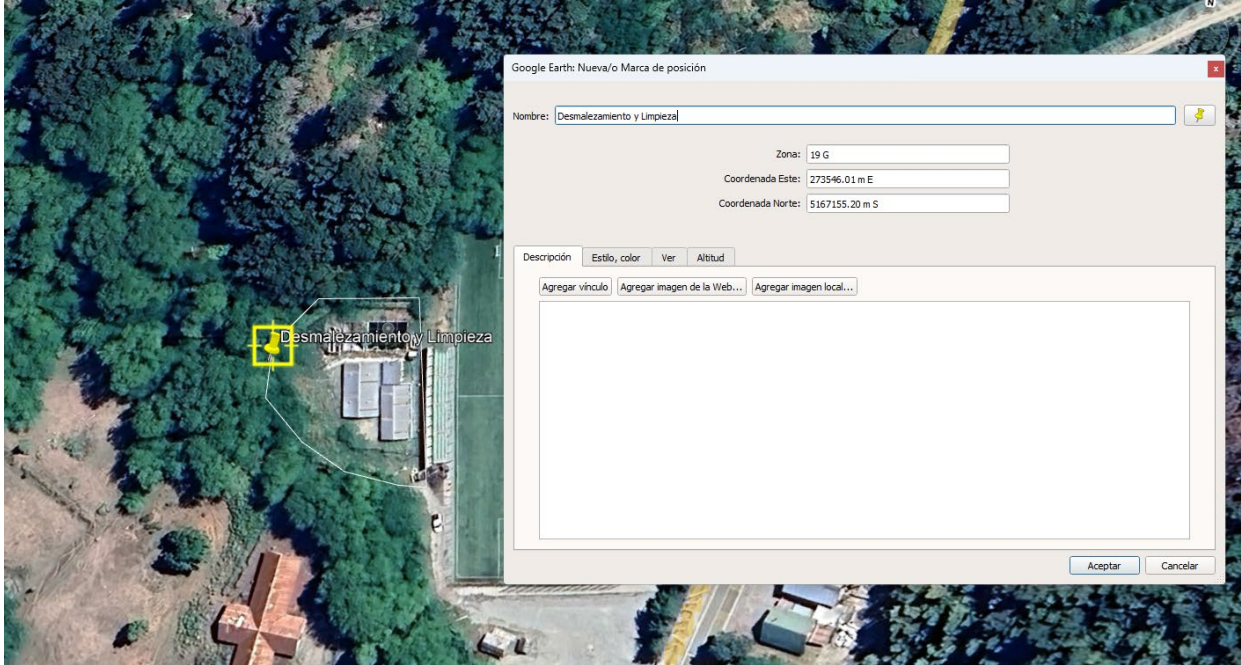 N
Google Earth: Nueva/o Marca de posición
x
Nombre: Desmalezamiento y Limpieza
Zona: 19 G
Coordenada Este: 273546.01 m E
Coordenada Norte: 5167155.20 m S
Descripción Estilo, color Ver Altitud
Agregar vínculo Agregar imagen de la Web... Agregar imagen local...
Desmalezamiento y Limpieza
Aceptar Cancelar